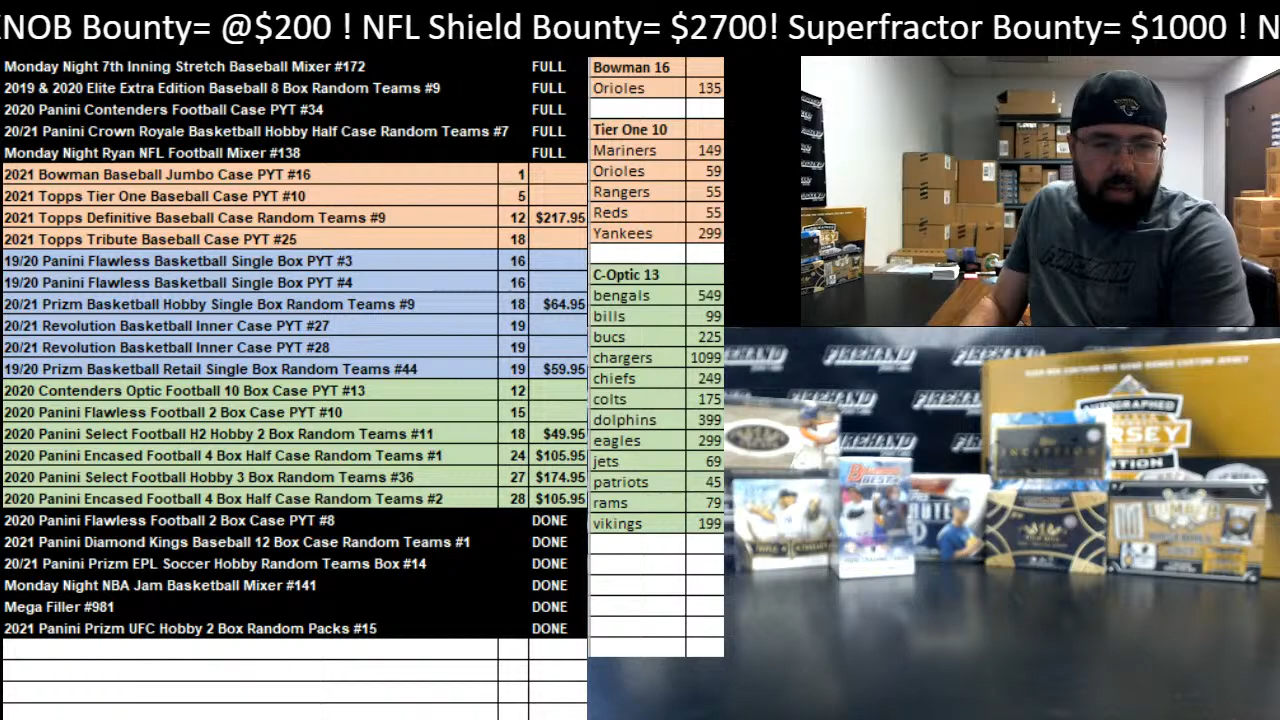 KNOB Bounty= @$200 ! NFL Shield Bounty= $2700! Superfractor Bounty= $1000 ! N
Monday Night 7th Inning Stretch Baseball Mixer #172 FULL
2019 & 2020 Elite Extra Edition Baseball 8 Box Random Teams #9 FULL
2020 Panini Contenders Football Case PYT #34 FULL
20/21 Panini Crown Royale Basketball Hobby Half Case Random Teams #7 FULL
Monday Night Ryan NFL Football Mixer #138 FULL
2021 Bowman Baseball Jumbo Case PYT #16 1
2021 Topps Tier One Baseball Case PYT #10 5
2021 Topps Definitive Baseball Case Random Teams #9 12 $217.95
2021 Topps Tribute Baseball Case PYT #25 18
19/20 Panini Flawless Basketball Single Box PYT #3 16
19/20 Panini Flawless Basketball Single Box PYT #4 16
20/21 Prizm Basketball Hobby Single Box Random Teams #9 18 $64.95
20/21 Revolution Basketball Inner Case PYT #27 19
20/21 Revolution Basketball Inner Case PYT #28 19
19/20 Prizm Basketball Retail Single Box Random Teams #44 19 $59.95
2020 Contenders Optic Football 10 Box Case PYT #13 12
2020 Panini Flawless Football 2 Box Case PYT #10 15
2020 Panini Select Football H2 Hobby 2 Box Random Teams #11 18 $49.95
2020 Panini Encased Football 4 Box Half Case Random Teams #1 24 $105.95
2020 Panini Select Football Hobby 3 Box Random Teams #36 27 $174.95
2020 Panini Encased Football 4 Box Half Case Random Teams #2 28 $105.95
2020 Panini Flawless Football 2 Box Case PYT #8 DONE
2021 Panini Diamond Kings Baseball 12 Box Case Random Teams #1 DONE
20/21 Panini Prizm EPL Soccer Hobby Random Teams Box #14 DONE
Monday Night NBA Jam Basketball Mixer #141 DONE
Mega Filler #981 DONE
2021 Panini Prizm UFC Hobby 2 Box Random Packs #15 DONE
Bowman 16
Orioles 135
Tier One 10
Mariners 149
Orioles 59
Rangers 55
Reds 55
Yankees 299
C-Optic 13
bengals 549
bills 99
bucs 225
chargers 1099
chiefs 249
colts 175
dolphins 399
eagles 299
jets 69
patriots 45
rams 79
vikings 199
FIREHAND
FIREHAND
AUTOGRAPHED
JERSEY
EDITION
INCEPTION